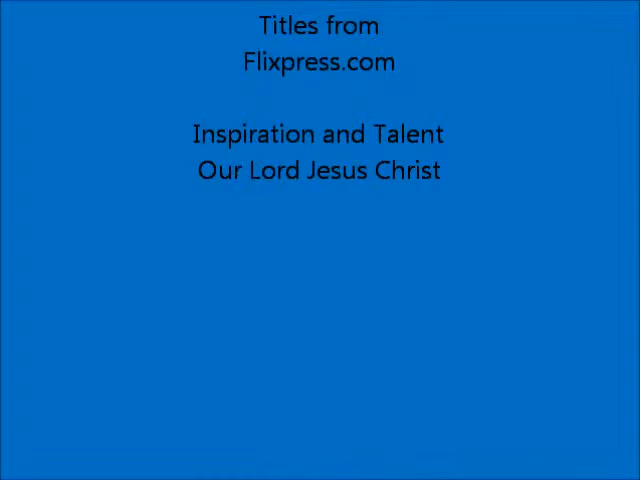 Titles from
Flixpress.com
Inspiration and Talent
Our Lord Jesus Christ